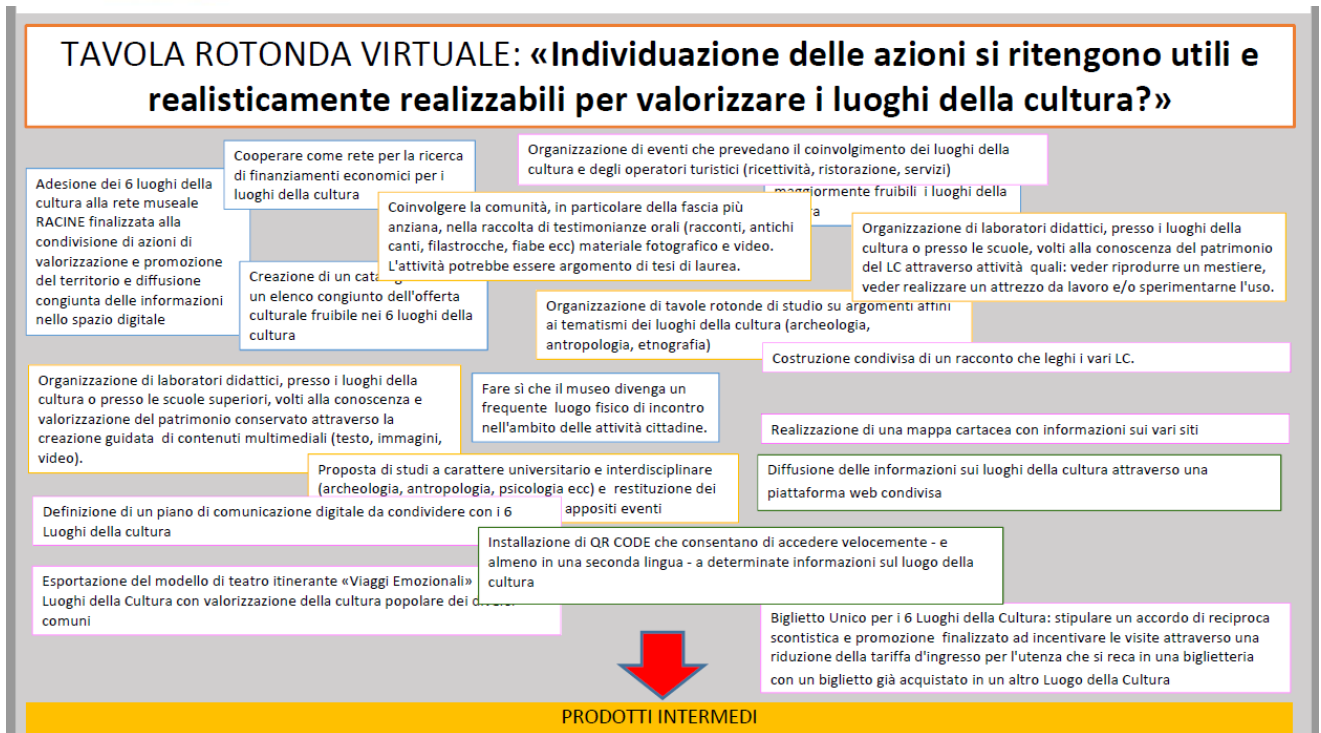 TAVOLA ROTONDA VIRTUALE: «Individuazione delle azioni si ritengono utili e
realisticamente realizzabili per valorizzare i luoghi della cultura?»
Adesione dei 6 luoghi della
cultura alla rete museale
RACINE finalizzata alla
condivisione di azioni di
valorizzazione e promozione
del territorio e diffusione
congiunta delle informazioni
nello spazio digitale
Cooperare come rete per la ricerca
di finanziamenti economici per i
luoghi della cultura
Organizzazione di eventi che prevedano il coinvolgimento dei luoghi della
cultura e degli operatori turistici (ricettività, ristorazione, servizi)
maggiormente fruibili i luoghi della
Coinvolgere la comunità, in particolare della fascia più
anziana, nella raccolta di testimonianze orali (racconti, antichi
canti, filastrocche, fiabe ecc) materiale fotografico e video.
L'attività potrebbe essere argomento di tesi di laurea.
Organizzazione di laboratori didattici, presso i luoghi della
cultura o presso le scuole, volti alla conoscenza del patrimonio
del LC attraverso attività quali: veder riprodurre un mestiere,
veder realizzare un attrezzo da lavoro e/o sperimentarne l'uso.
Creazione di un
un elenco congiunto dell'offerta
culturale fruibile nei 6 luoghi della
cultura
Organizzazione di tavole rotonde di studio su argomenti affini
ai tematismi dei luoghi della cultura (archeologia,
antropologia, etnografia)
Costruzione condivisa di un racconto che leghi i vari LC.
Organizzazione di laboratori didattici, presso i luoghi della
cultura o presso le scuole superiori, volti alla conoscenza e
valorizzazione del patrimonio conservato attraverso la
creazione guidata di contenuti multimediali (testo, immagini,
video).
Fare sì che il museo divenga un
frequente luogo fisico di incontro
nell'ambito delle attività cittadine.
Realizzazione di una mappa cartacea con informazioni sui vari siti
Proposta di studi a carattere universitario e interdisciplinare
(archeologia, antropologia, psicologia ecc) e restituzione dei
appositi eventi
Diffusione delle informazioni sui luoghi della cultura attraverso una
piattaforma web condivisa
Definizione di un piano di comunicazione digitale da condividere con i 6
Luoghi della cultura
Installazione di QR CODE che consentano di accedere velocemente - e
almeno in una seconda lingua - a determinate informazioni sul luogo della
cultura
Esportazione del modello di teatro itinerante «Viaggi Emozionali»
Luoghi della Cultura con valorizzazione della cultura popolare dei
comuni
Biglietto Unico per i 6 Luoghi della Cultura: stipulare un accordo di reciproca
scontistica e promozione finalizzato ad incentivare le visite attraverso una
riduzione della tariffa d'ingresso per l'utenza che si reca in una biglietteria
con un biglietto già acquistato in un altro Luogo della Cultura
PRODOTTI INTERMEDI